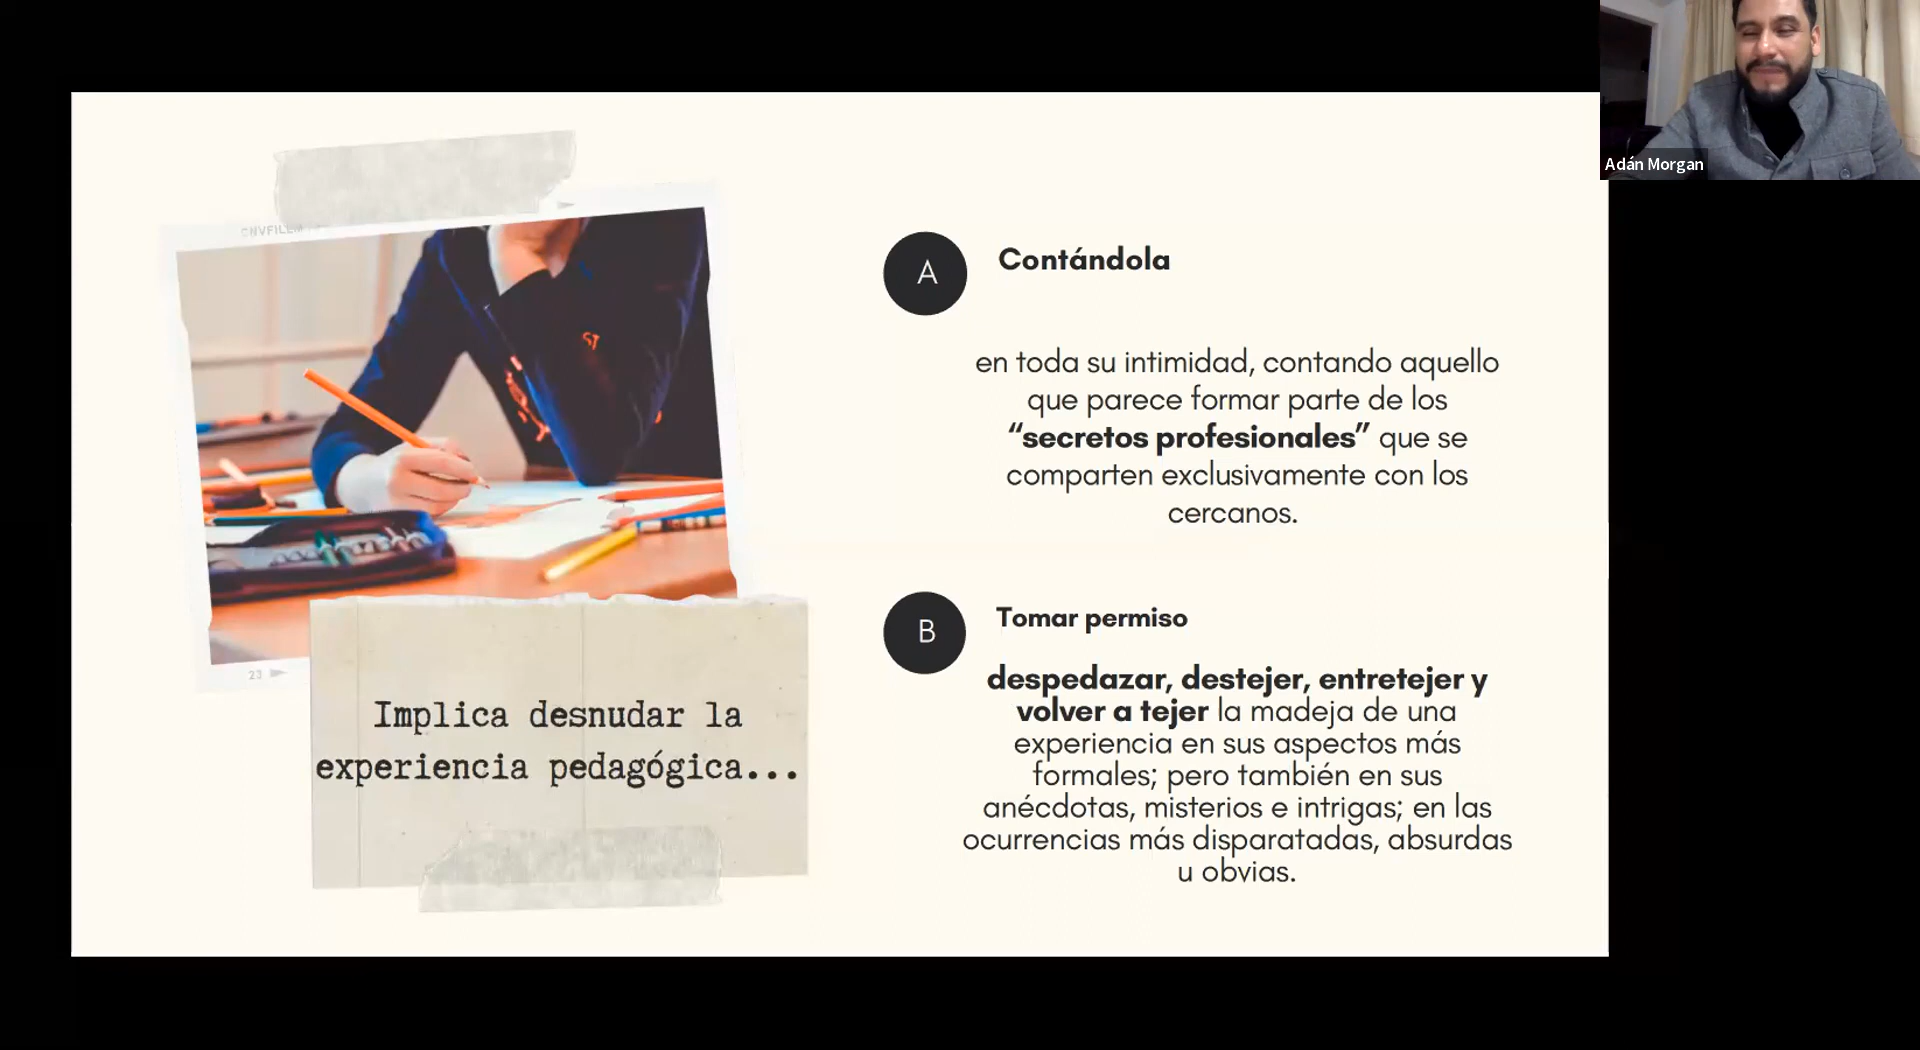 Adán Morgan
CNVFILEM
23
Implica desnudar la
experiencia pedagógica...
A
Contándola
en toda su intimidad, contando aquello
que parece formar parte de los
“secretos profesionales” que se
comparten exclusivamente con los
cercanos.
B
Tomar permiso
despedazar, destejer, entretejer y
volver a tejer la madeja de una
experiencia en sus aspectos más
formales; pero también en sus
anécdotas, misterios e intrigas; en las
ocurrencias más disparatadas, absurdas
u obvias.